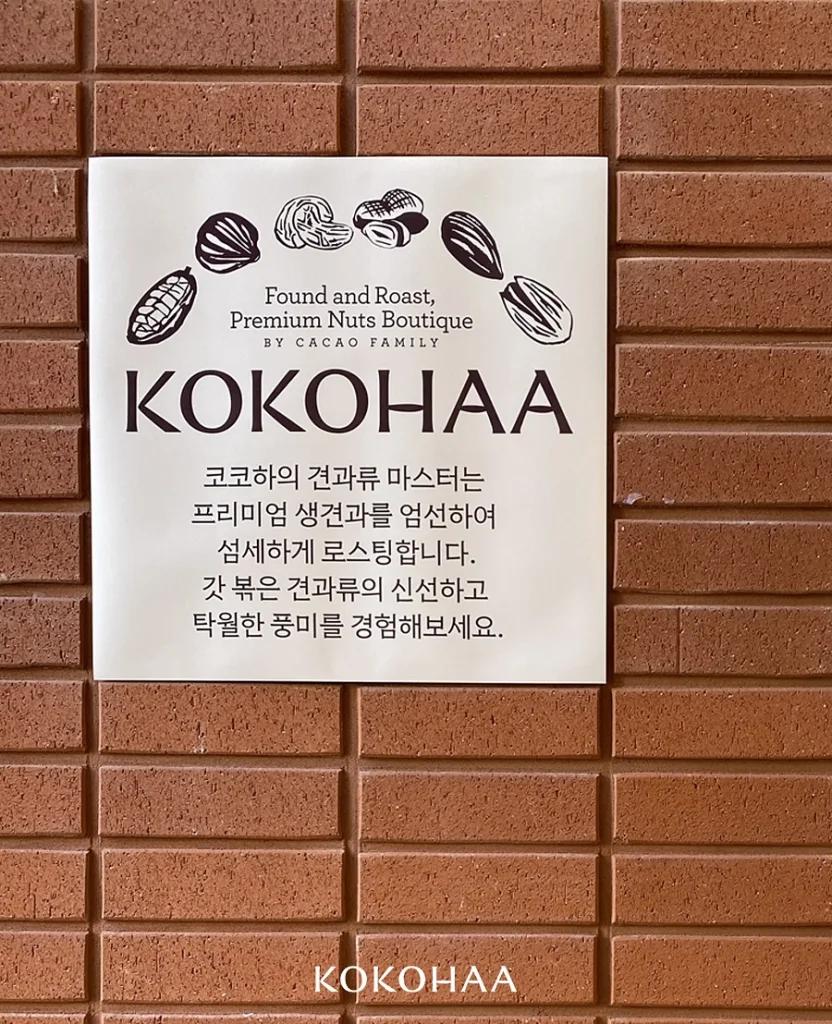 Found and Roast,
Premium Nuts Boutique
BY CACAO FAMILY
KOKOHAA
코코하의 견과류 마스터는
프리미엄 생견과를 엄선하여
섬세하게 로스팅합니다.
갓 볶은 견과류의 신선하고
탁월한 풍미를 경험해보세요.
KOKOHAA